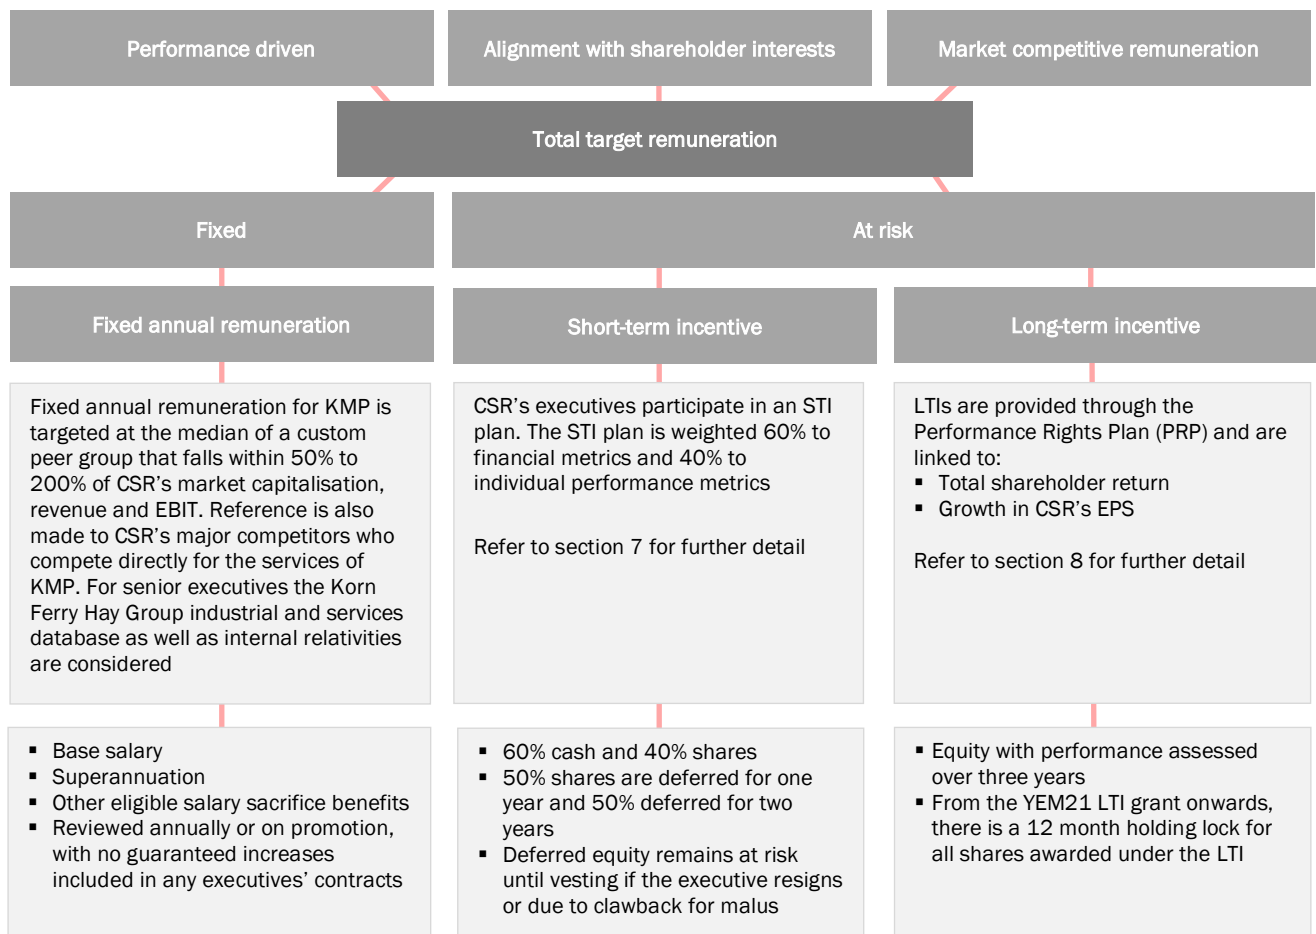 Performance driven
Alignment with shareholder interests
Market competitive remuneration
Total target remuneration
Fixed
At risk
Fixed annual remuneration
Short-term incentive
Long-term incentive
Fixed annual remuneration for KMP is
targeted at the median of a custom
peer group that falls within 50% to
200% of CSR’s market capitalisation,
revenue and EBIT. Reference is also
made to CSR’s major competitors who
compete directly for the services of
KMP. For senior executives the Korn
Ferry Hay Group industrial and services
database as well as internal relativities
are considered
CSR’s executives participate in an STI
plan. The STI plan is weighted 60% to
financial metrics and 40% to
individual performance metrics
Refer to section 7 for further detail
LTIs are provided through the
Performance Rights Plan (PRP) and are
linked to:
▪ Total shareholder return
▪ Growth in CSR’s EPS
Refer to section 8 for further detail
▪ Base salary
▪ Superannuation
▪ Other eligible salary sacrifice benefits
▪ Reviewed annually or on promotion,
with no guaranteed increases
included in any executives’ contracts
▪ 60% cash and 40% shares
▪ 50% shares are deferred for one
year and 50% deferred for two
years
▪ Deferred equity remains at risk
until vesting if the executive resigns
or due to clawback for malus
▪ Equity with performance assessed
over three years
▪ From the YEM21 LTI grant onwards,
there is a 12 month holding lock for
all shares awarded under the LTI